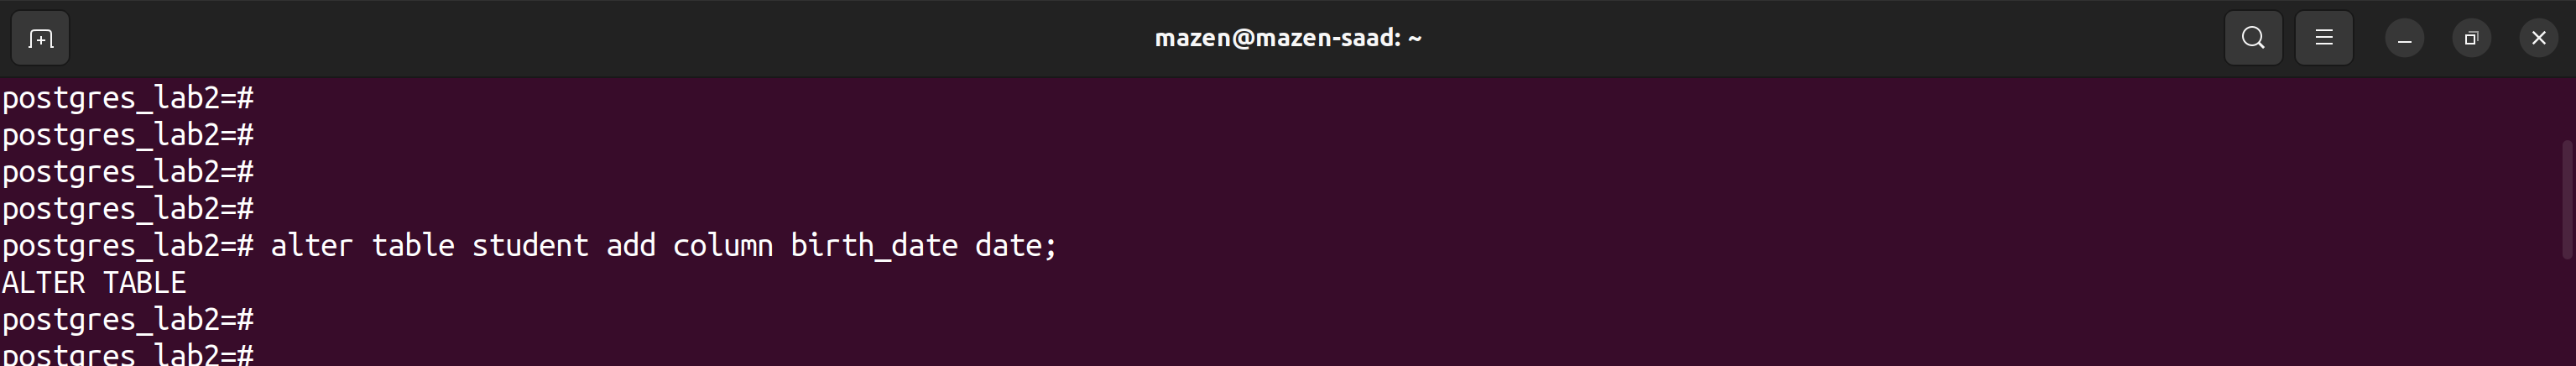 mazen@mazen-saad: ~
postgres_lab2=#
postgres_lab2=#
postgres_lab2=#
postgres_lab2=#
postgres_lab2=# alter table student add column birth_date date;
ALTER TABLE
postgres_lab2=#
postgres_lab2=#